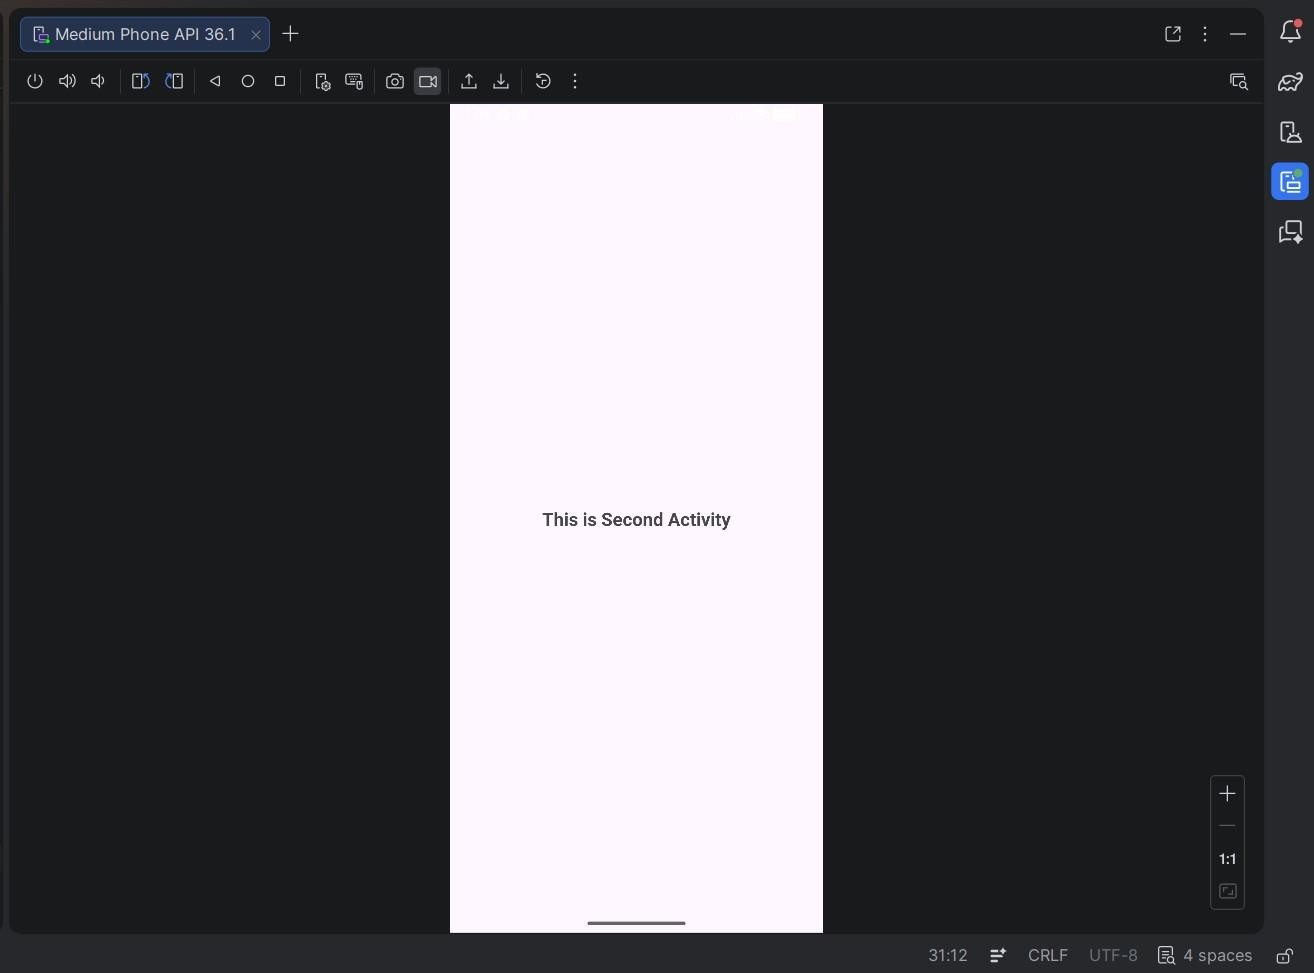 Medium Phone API 36.1
This is Second Activity
1:1
31:12 CRLF UTF-8 4 spaces